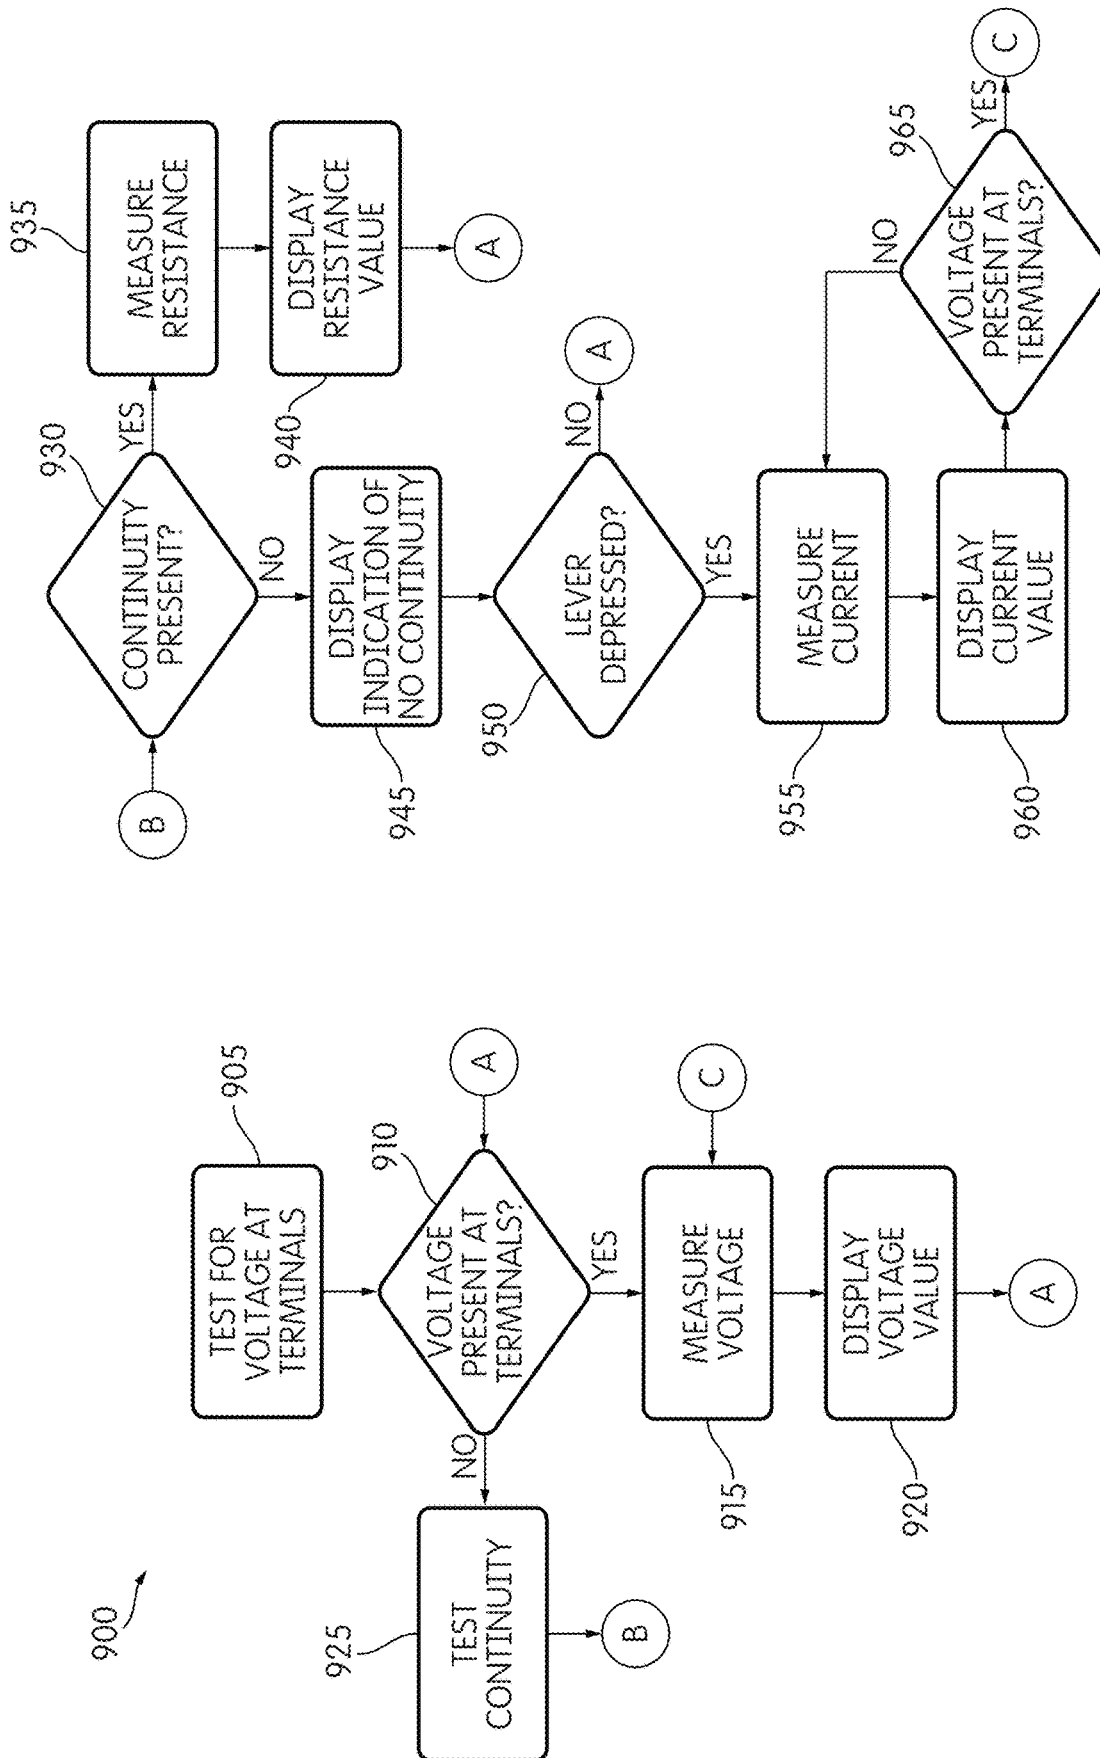 900
TEST FOR
VOLTAGE AT
TERMINALS
905
VOLTAGE
PRESENT AT
TERMINALS?
910
A
NO
YES
TEST
CONTINUITY
925
B
MEASURE
VOLTAGE
915
C
DISPLAY
VOLTAGE
VALUE
920
A
B
CONTINUITY
PRESENT?
930
YES
NO
MEASURE
RESISTANCE
935
DISPLAY
RESISTANCE
VALUE
940
A
DISPLAY
INDICATION OF
NO CONTINUITY
945
LEVER
DEPRESSED?
950
NO
A
YES
MEASURE
CURRENT
955
DISPLAY
CURRENT
VALUE
960
VOLTAGE
PRESENT AT
TERMINALS?
965
NO
YES
C